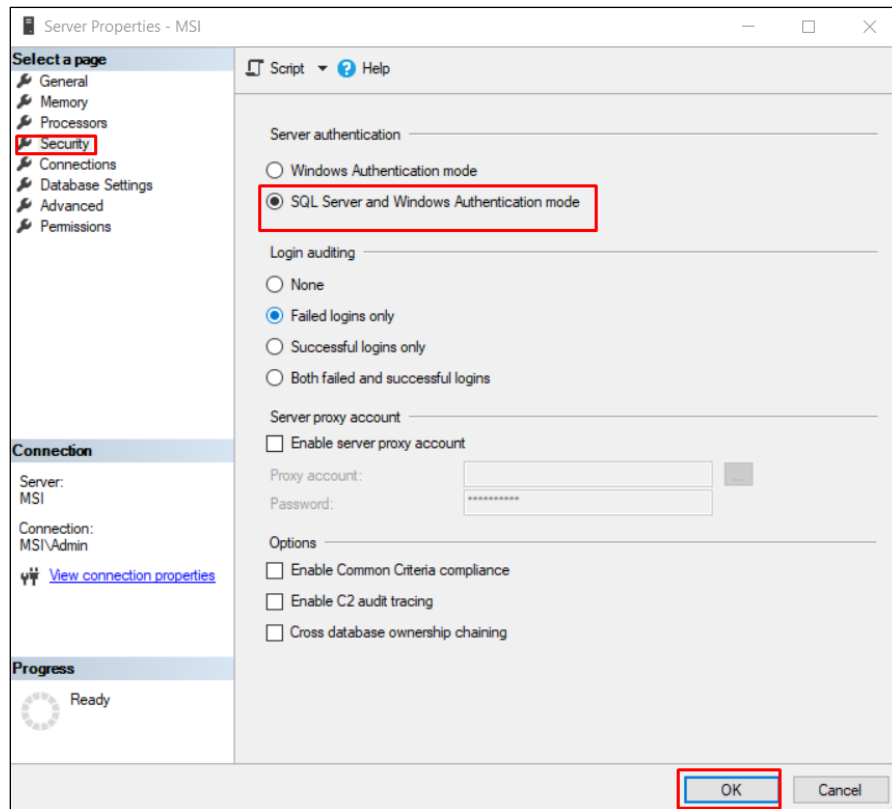 Server Properties - MSI
Select a page
General
Memory
Processors
Security
Connections
Database Settings
Advanced
Permissions
Script
Help
Server authentication
Windows Authentication mode
SQL Server and Windows Authentication mode
Login auditing
None
Failed logins only
Successful logins only
Both failed and successful logins
Server proxy account
Enable server proxy account
Proxy account:
...
Password:
**********
Options
Enable Common Criteria compliance
Enable C2 audit tracing
Cross database ownership chaining
Connection
Server:
MSI
Connection:
MSI\Admin
View connection properties
Progress
Ready
OK
Cancel